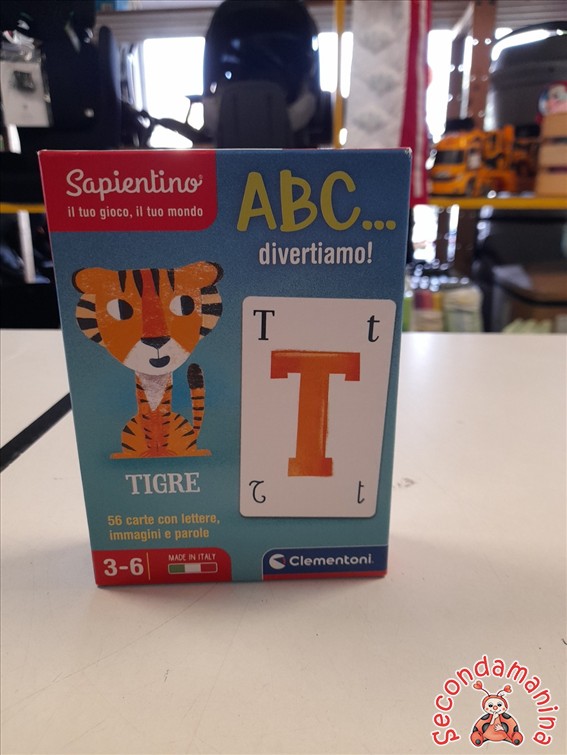 Sapientino®
il tuo gioco, il tuo mondo
ABC...
divertiamo!
T t
T
TIGRE
56 carte con lettere,
immagini e parole
3-6
MADE IN ITALY
Clementoni®
Secondamanina